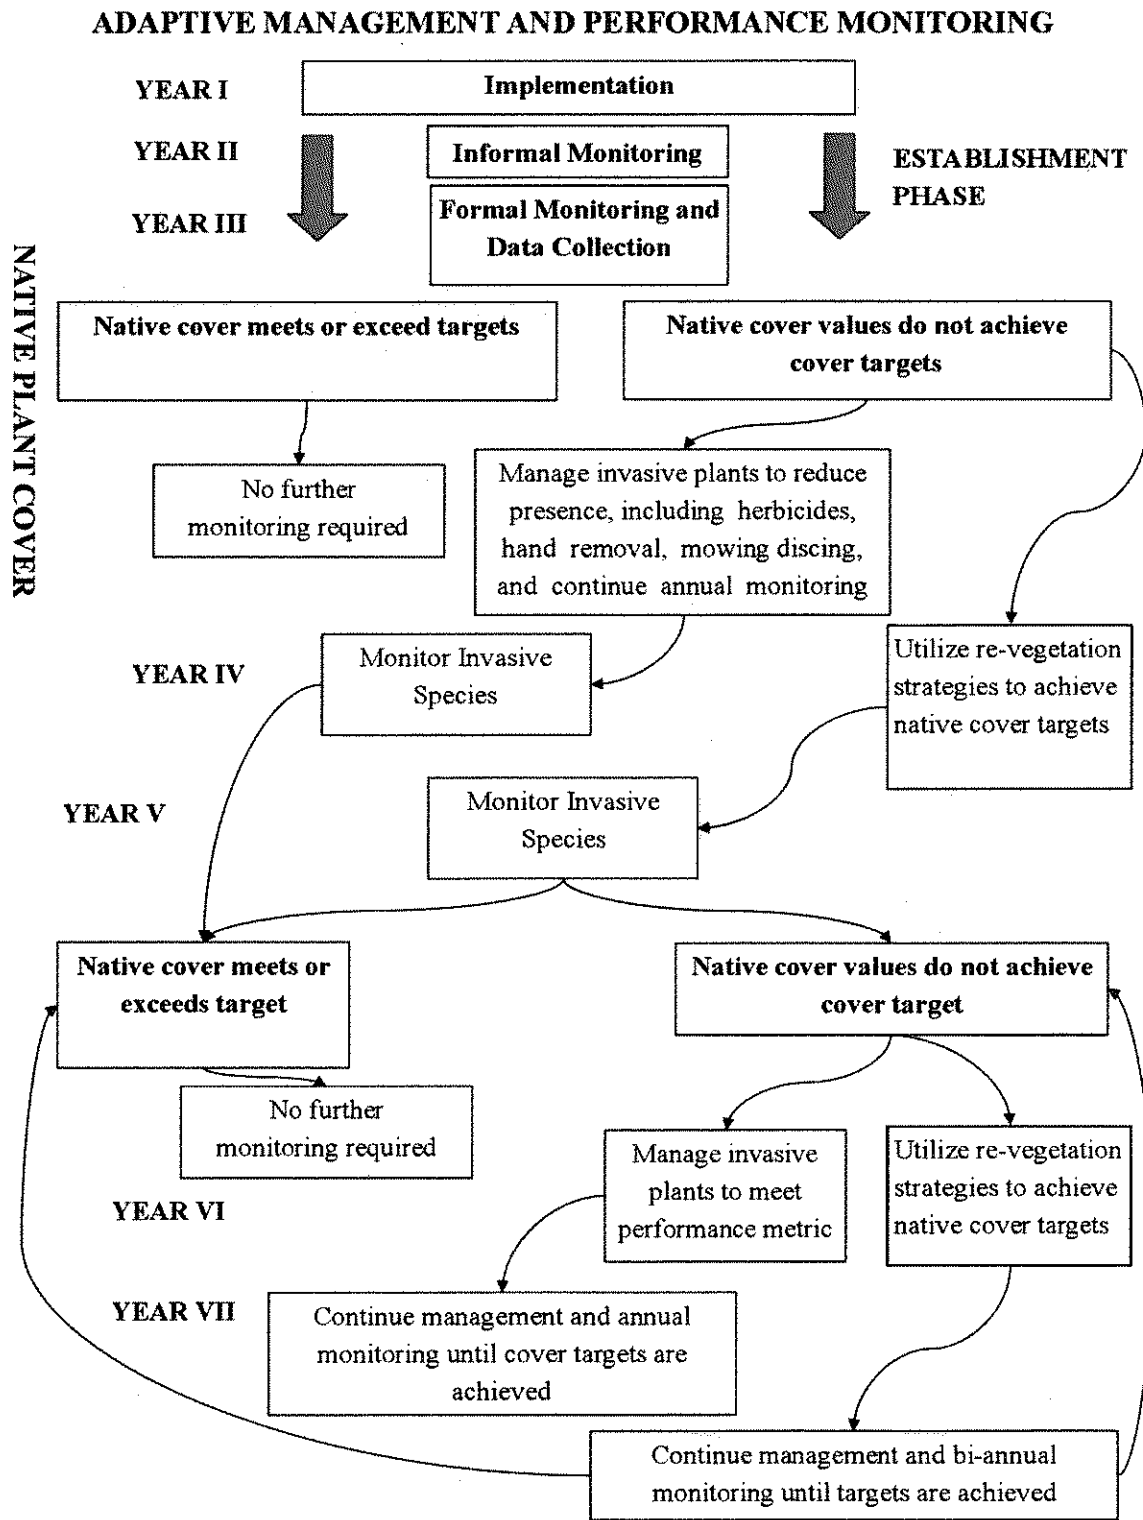 ADAPTIVE MANAGEMENT AND PERFORMANCE MONITORING
YEAR I
Implementation
YEAR II
Informal Monitoring
ESTABLISHMENT
PHASE
YEAR III
Formal Monitoring and
Data Collection
NATIVE PLANT COVER
Native cover meets or exceed targets
Native cover values do not achieve
cover targets
No further
monitoring required
Manage invasive plants to reduce
presence, including herbicides,
hand removal, mowing discing,
and continue annual monitoring
YEAR IV
Monitor Invasive
Species
Utilize re-vegetation
strategies to achieve
native cover targets
YEAR V
Monitor Invasive
Species
Native cover meets or
exceeds target
Native cover values do not achieve
cover target
No further
monitoring required
YEAR VI
Manage invasive
plants to meet
performance metric
Utilize re-vegetation
strategies to achieve
native cover targets
YEAR VII
Continue management and annual
monitoring until cover targets are
achieved
Continue management and bi-annual
monitoring until targets are achieved